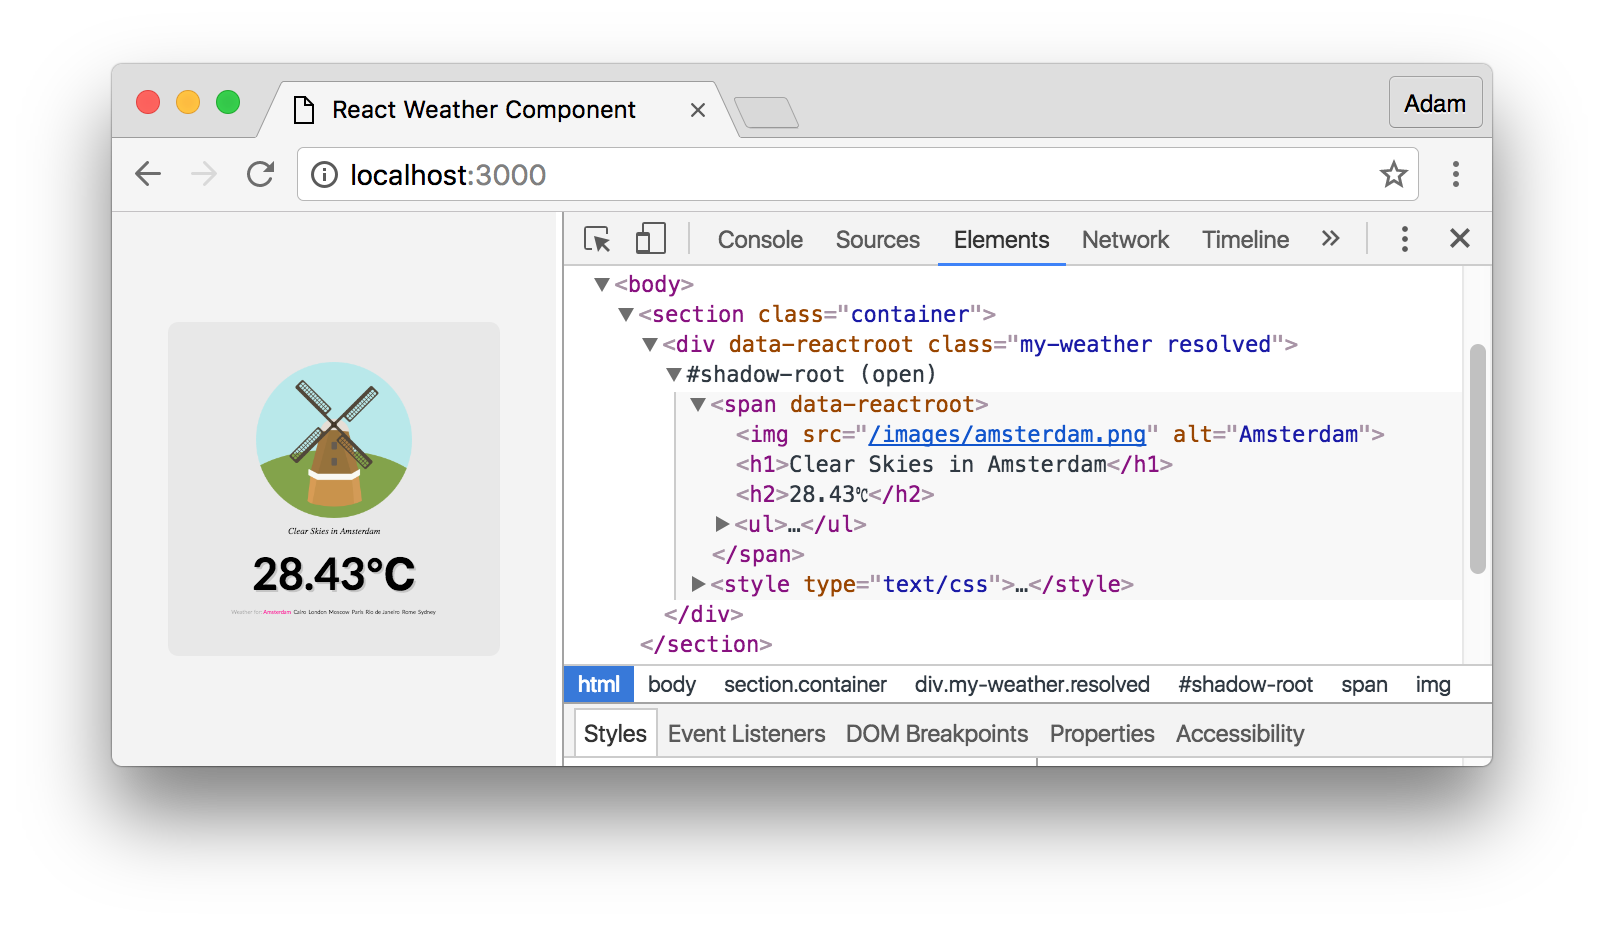 React Weather Component
Adam
localhost:3000
Console Sources Elements Network Timeline
<body>
<section class="container">
<div data-reactroot class="my-weather resolved">
#shadow-root (open)
<span data-reactroot>
<img src="/images/amsterdam.png" alt="Amsterdam">
<h1>Clear Skies in Amsterdam</h1>
<h2>28.43℃</h2>
<ul>…</ul>
</span>
<style type="text/css">…</style>
</div>
</section>
html body section.container div.my-weather.resolved #shadow-root span img
Styles Event Listeners DOM Breakpoints Properties Accessibility
Clear Skies in Amsterdam
28.43°C
Weather for: Amsterdam Cairo London Moscow Paris Rio de Janeiro Rome Sydney